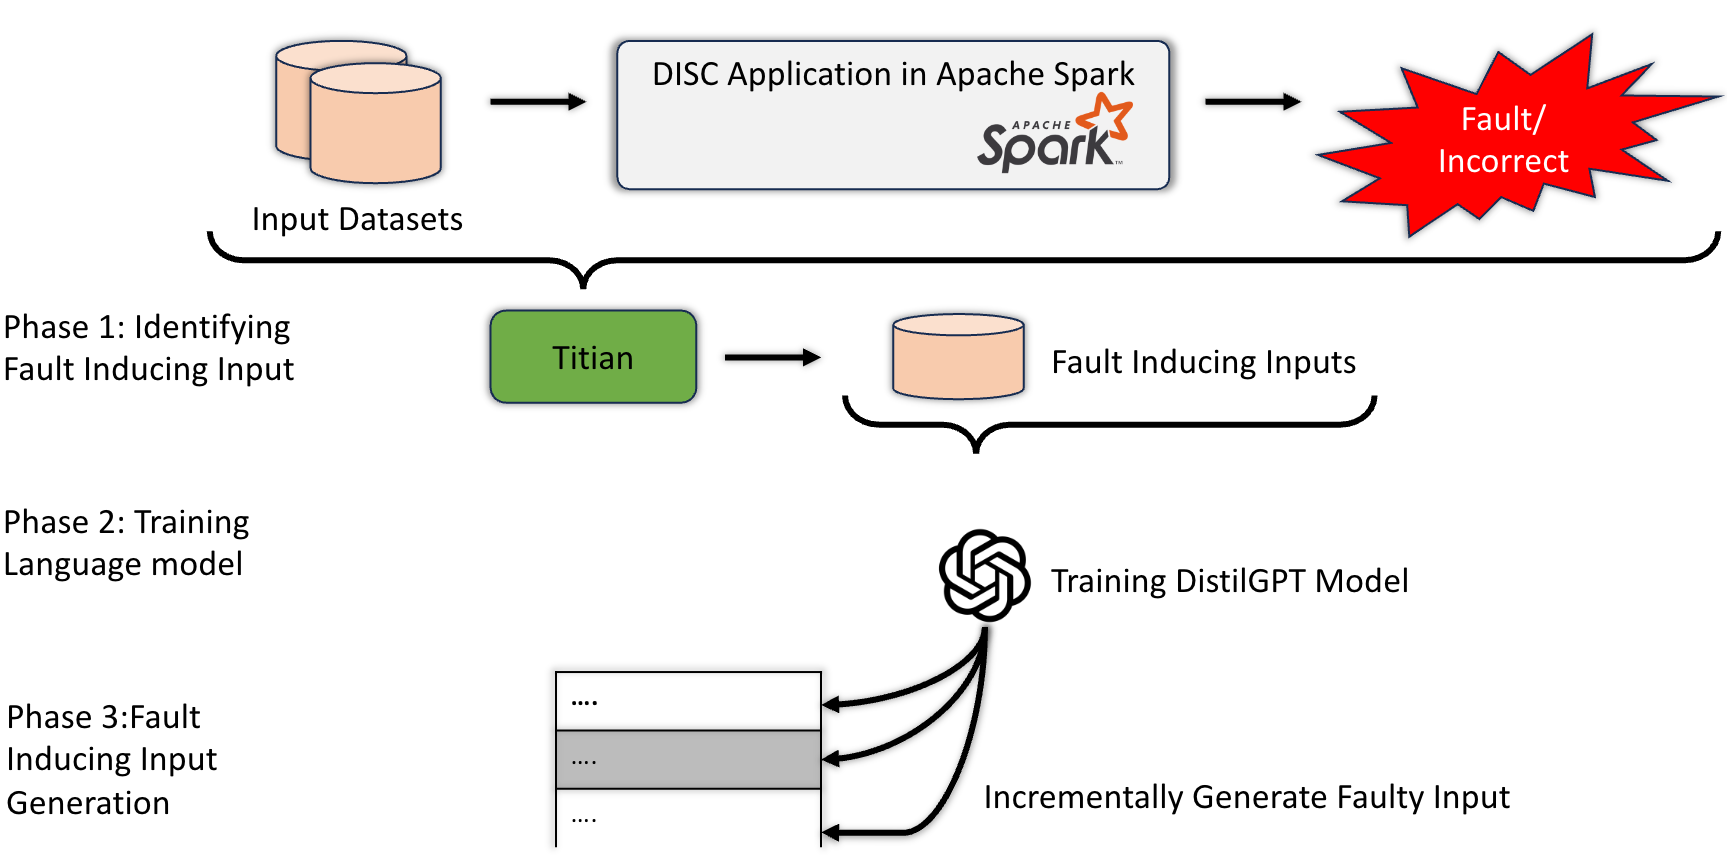 DISC Application in Apache Spark
APACHE
Spark
TM
Fault/
Incorrect
Input Datasets
Phase 1: Identifying
Fault Inducing Input
Titian
Fault Inducing Inputs
Phase 2: Training
Language model
Training DistilGPT Model
Phase 3:Fault
Inducing Input
Generation
....
....
....
Incrementally Generate Faulty Input